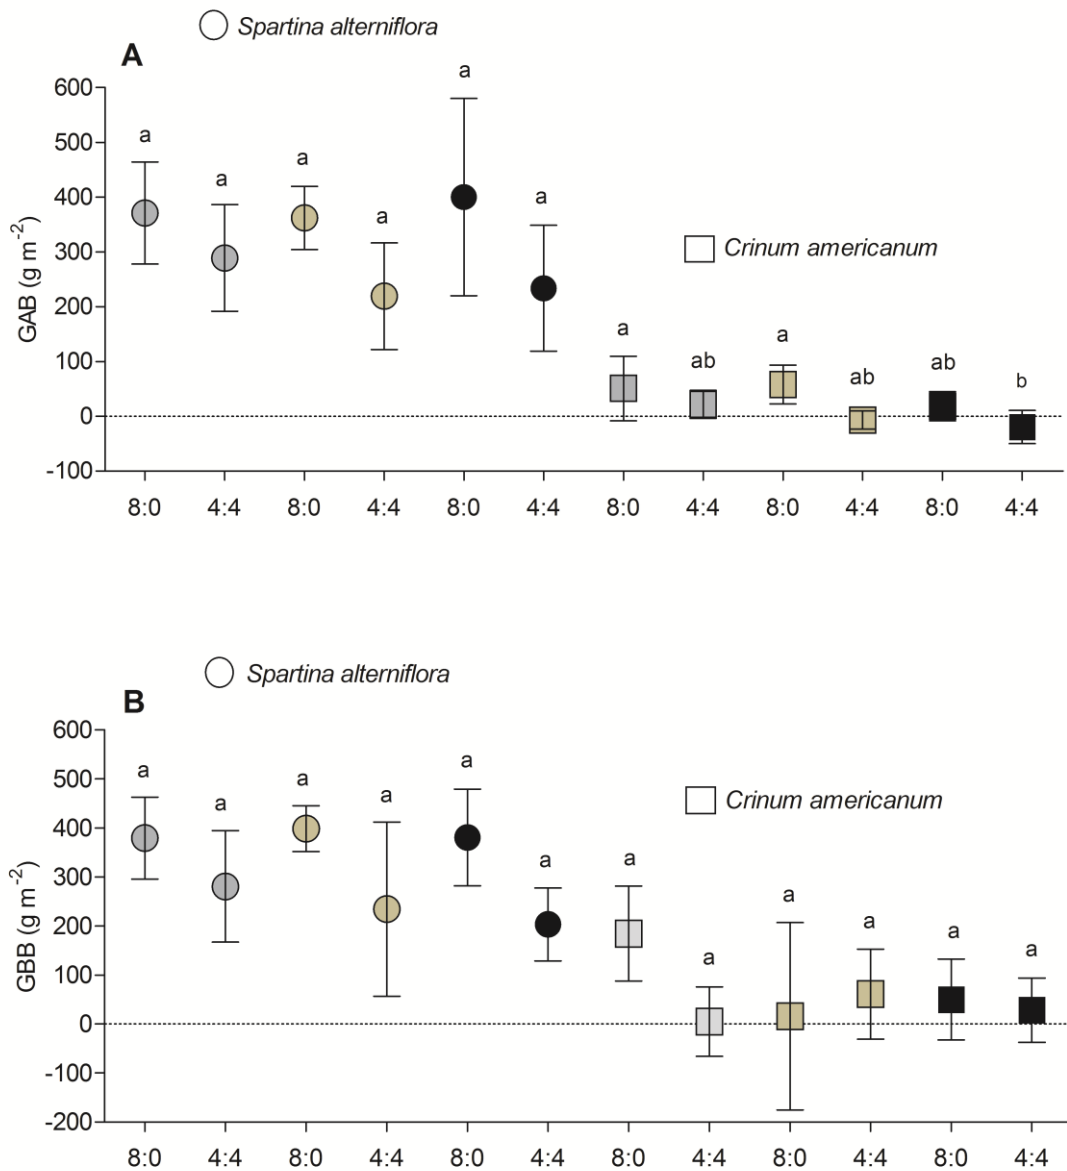 Spartina alterniflora
A
600
500
400
300
200
100
0
-100
GAB (g m-2)
a
a
a
a
a
a
Crinum americanum
a
ab
a
ab
ab
b
8:0 4:4 8:0 4:4 8:0 4:4 8:0 4:4 8:0 4:4 8:0 4:4
Spartina alterniflora
B
600
500
400
300
200
100
0
-100
-200
GBB (g m-2)
a
a
a
a
a
a
Crinum americanum
a
a
a
a
a
a
8:0 4:4 8:0 4:4 8:0 4:4 8:0 4:4 8:0 4:4 8:0 4:4